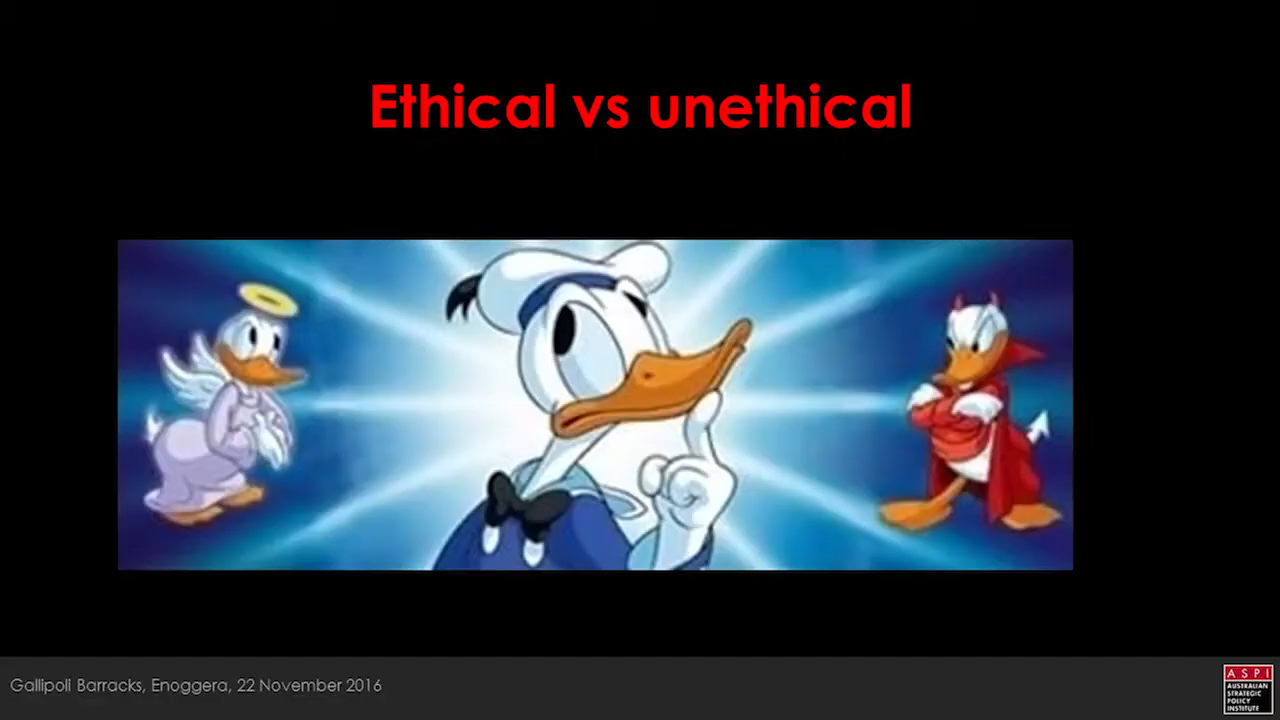 Ethical vs unethical
Gallipoli Barracks, Enoggera, 22 November 2016
ASPI
AUSTRALIAN
STRATEGIC
POLICY
INSTITUTE